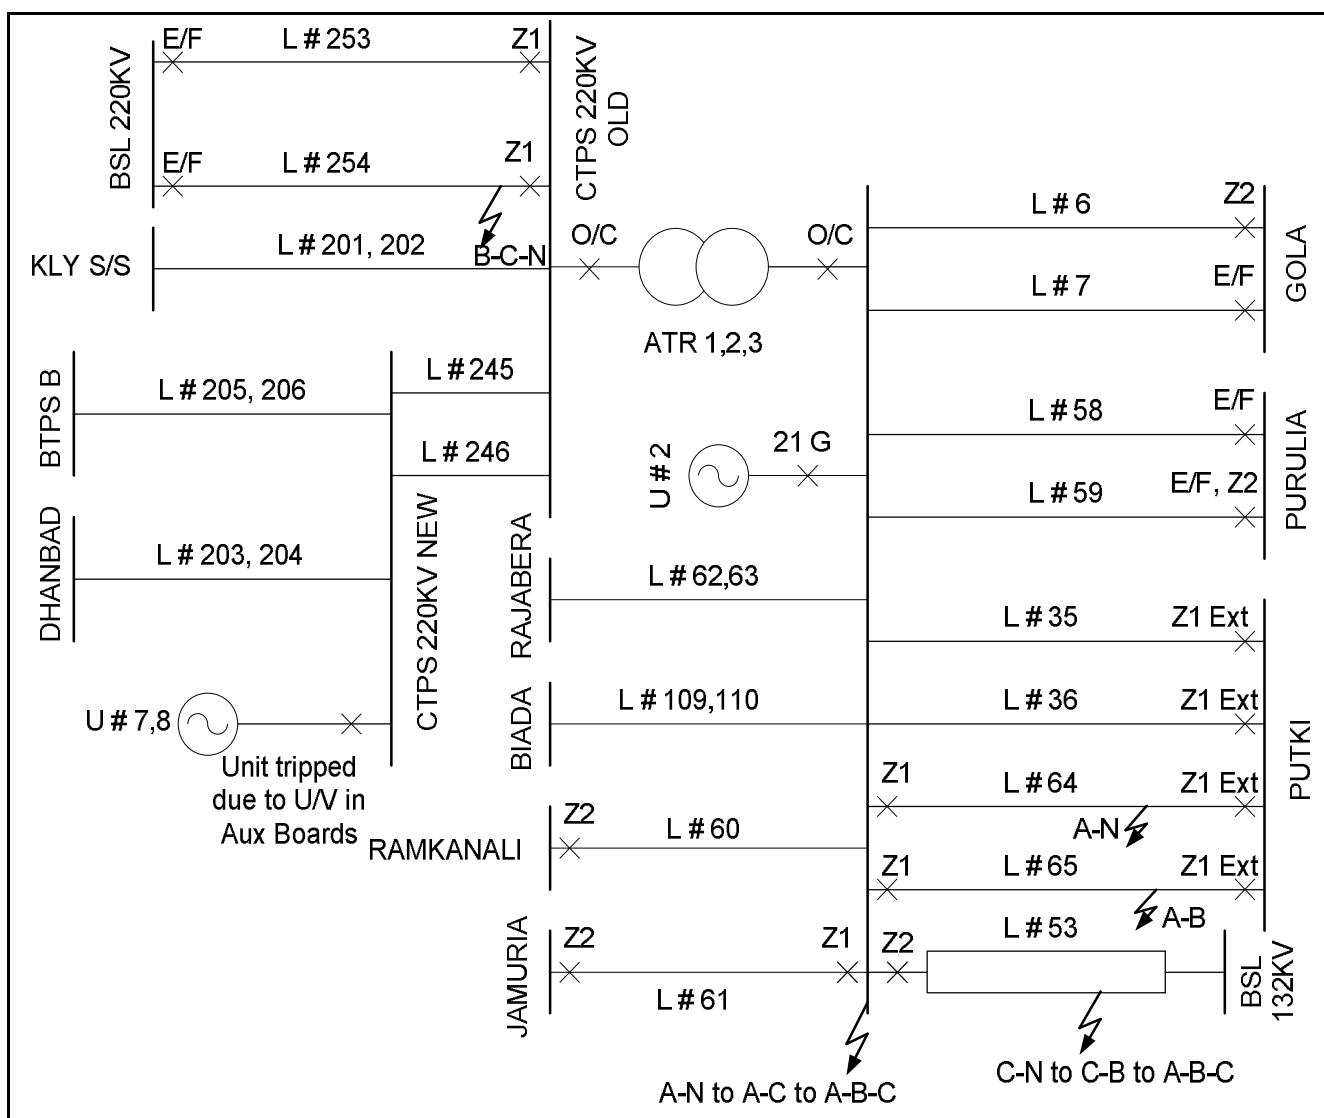 E/F
L # 253
Z1
BSL 220KV
CTPS 220KV
OLD
E/F
L # 254
Z1
KLY S/S
L # 201, 202
B-C-N
O/C
O/C
ATR 1,2,3
L # 6
Z2
L # 7
E/F
GOLA
BTPS B
L # 205, 206
L # 245
L # 246
U # 2
21 G
L # 58
E/F
L # 59
E/F, Z2
PURULIA
DHANBAD
L # 203, 204
CTPS 220KV NEW
RAJABERA
L # 62,63
L # 35
Z1 Ext
U # 7,8
Unit tripped
due to U/V in
Aux Boards
BIADA
L # 109,110
L # 36
Z1 Ext
PUTKI
Z1
L # 64
Z1 Ext
A-N
RAMKANALI
Z2
L # 60
Z1
L # 65
Z1 Ext
A-B
JAMURIA
Z2
L # 61
Z1
Z2
L # 53
BSL
132KV
A-N to A-C to A-B-C
C-N to C-B to A-B-C